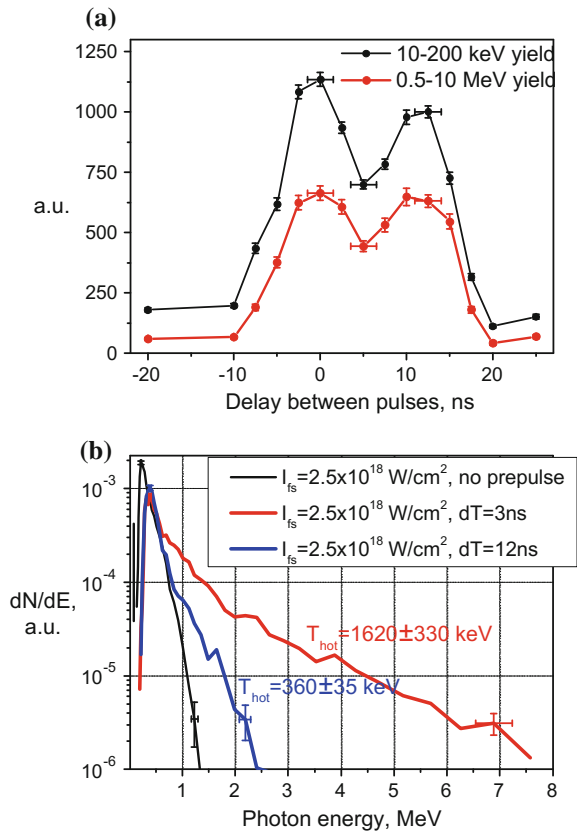 (a)
10-200 keV yield
0.5-10 MeV yield
1250
1000
750
500
250
0
a.u.
-20 -10 0 10 20
Delay between pulses, ns
(b)
I_fs=2.5x10^18 W/cm^2, no prepulse
I_fs=2.5x10^18 W/cm^2, dT=3ns
I_fs=2.5x10^18 W/cm^2, dT=12ns
10^-3
10^-4
10^-5
10^-6
dN/dE,
a.u.
T_hot=1620±330 keV
T_hot=360±35 keV
1 2 3 4 5 6 7 8
Photon energy, MeV